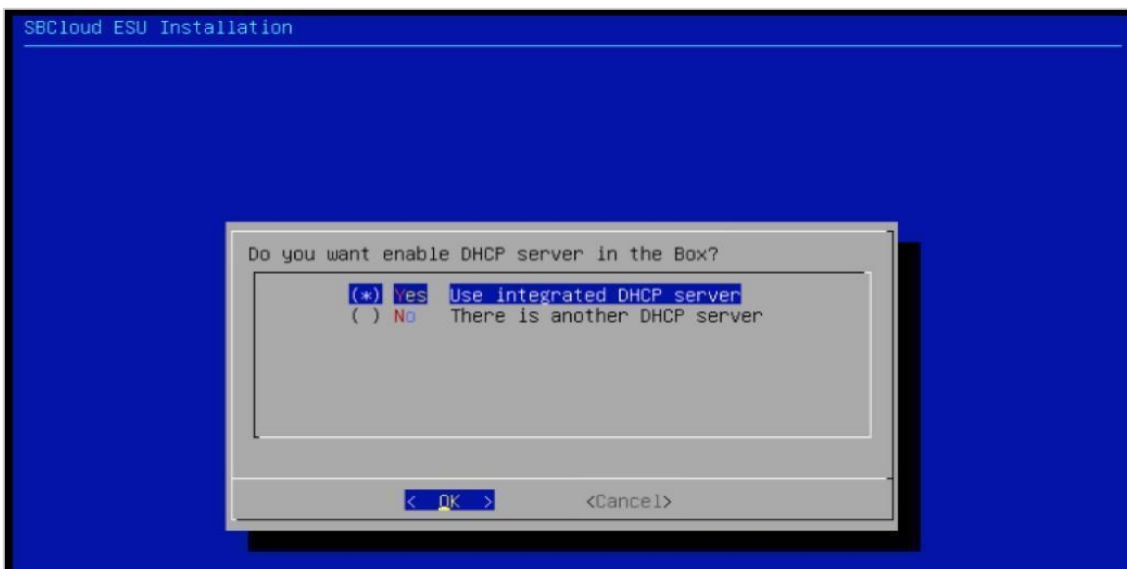 SBCloud ESU Installation
Do you want enable DHCP server in the Box?
(*) Yes Use integrated DHCP server
( ) No There is another DHCP server
< OK > <Cancel>